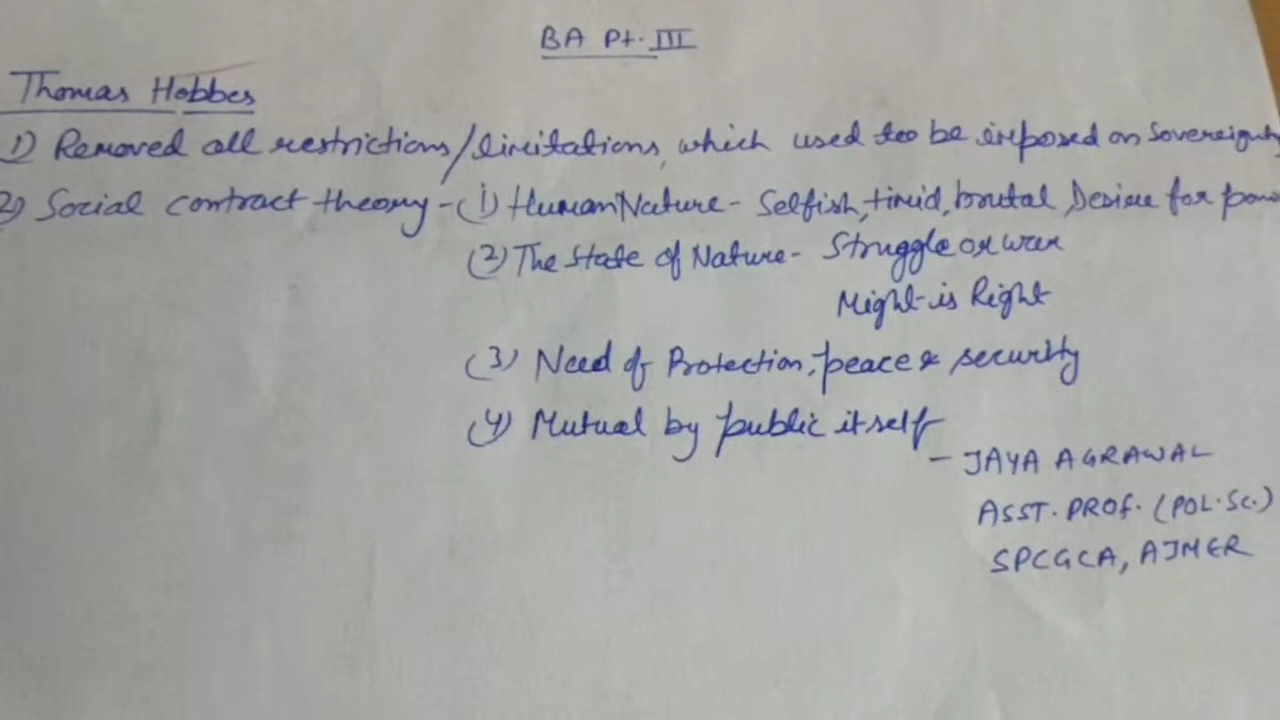 BA Pt. III
Thomas Hobbes
1) Removed all restrictions/limitations, which used to be imposed on Sovereignty
2) Social contract theory - (1) Human Nature - Selfish, timid, brutal, Desire for
(2) The State of Nature - Struggle or war
Might is Right
(3) Need of Protection, peace & security
(4) Mutual by public itself
- JAYA AGRAWAL
ASST. PROf. (POL.Sc.)
SPCGCA, AJMER